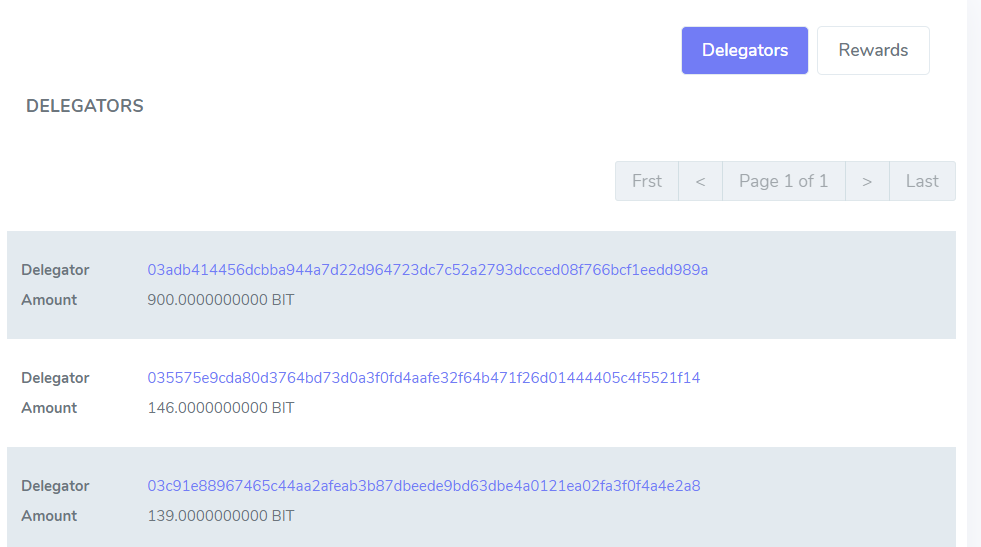 Delegators Rewards
DELEGATORS
Frst < Page 1 of 1 > Last
Delegator 03adb414456dcbba944a7d22d964723dc7c52a2793dccced08f766bcf1eedd989a
Amount 900.0000000000 BIT
Delegator 035575e9cda80d3764bd73d0a3f0fd4aafe32f64b471f26d01444405c4f5521f14
Amount 146.0000000000 BIT
Delegator 03c91e88967465c44aa2afeab3b87dbeede9bd63dbe4a0121ea02fa3f0f4a4e2a8
Amount 139.0000000000 BIT